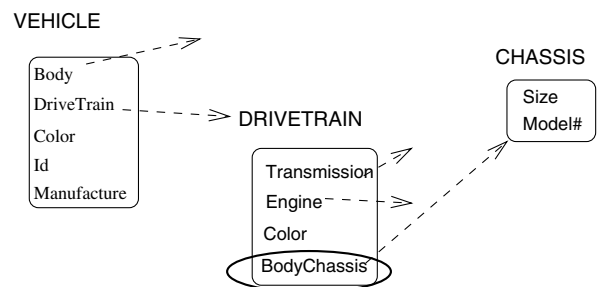 VEHICLE
Body
DriveTrain
Color
Id
Manufacture
DRIVETRAIN
Transmission
Engine
Color
BodyChassis
CHASSIS
Size
Model#